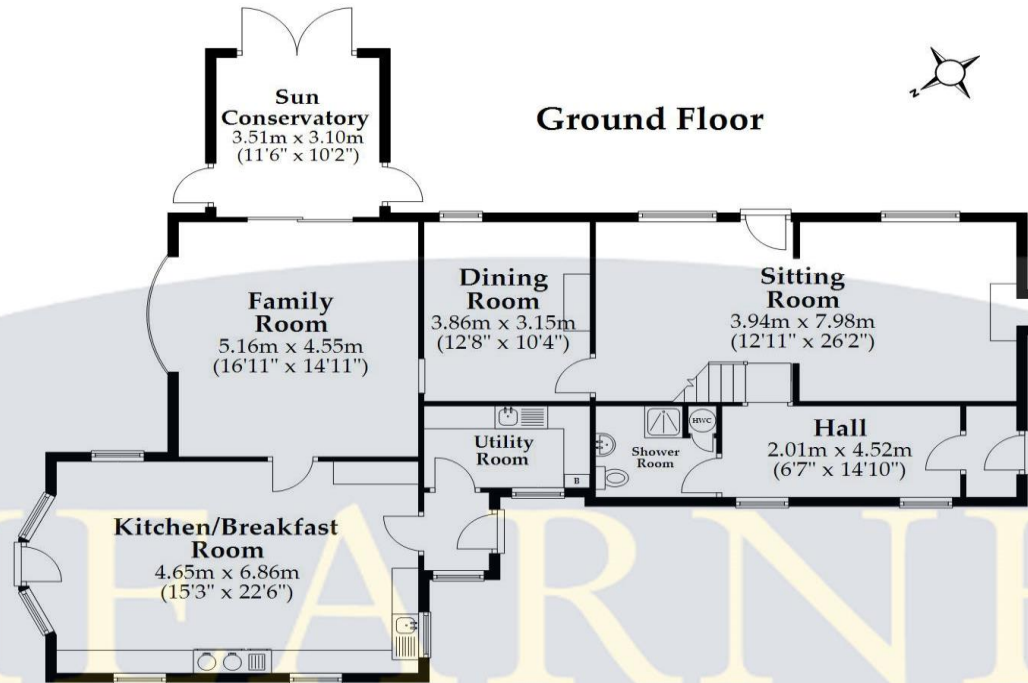 Ground Floor
Sun
Conservatory
3.51m x 3.10m
(11'6" x 10'2")
Family
Room
5.16m x 4.55m
(16'11" x 14'11")
Dining
Room
3.86m x 3.15m
(12'8" x 10'4")
Sitting
Room
3.94m x 7.98m
(12'11" x 26'2")
Utility
Room
B
Shower
Room
HWC
Hall
2.01m x 4.52m
(6'7" x 14'10")
Kitchen/Breakfast
Room
4.65m x 6.86m
(15'3" x 22'6")
N